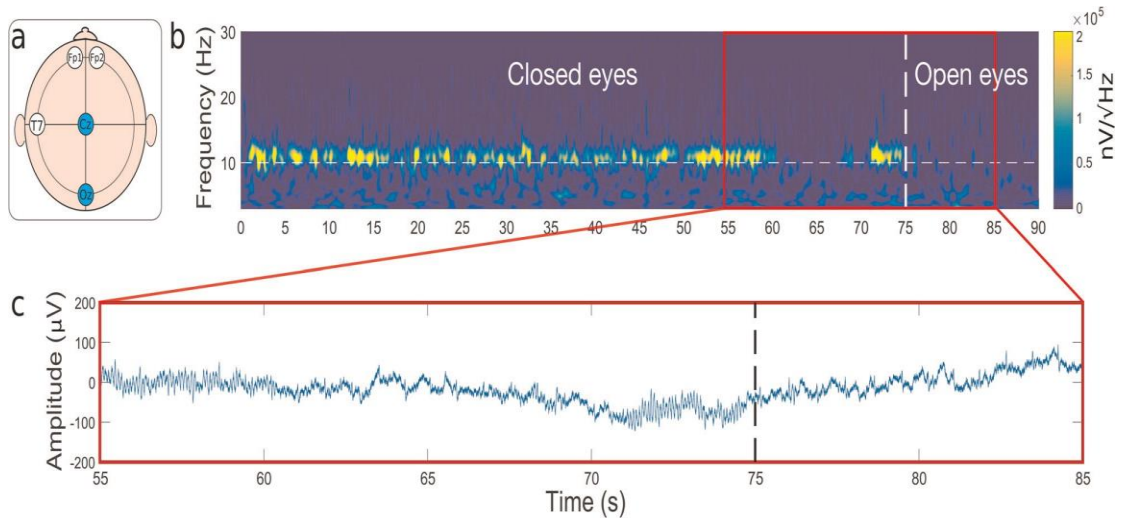 a
Fp1 Fp2
T7 Cz
Oz
b
Frequency (Hz)
30
20
10
Closed eyes
Open eyes
0 5 10 15 20 25 30 35 40 45 50 55 60 65 70 75 80 85 90
×10⁵
2
1.5
1
0.5
0
nV/√Hz
c
Amplitude (µV)
200
100
0
-100
-200
55 60 65 70 75 80 85
Time (s)